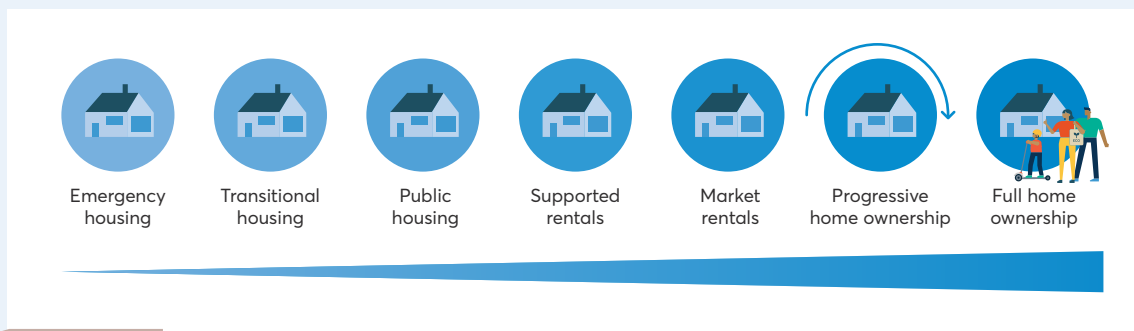 Emergency
housing
Transitional
housing
Public
housing
Supported
rentals
Market
rentals
Progressive
home ownership
Full home
ownership